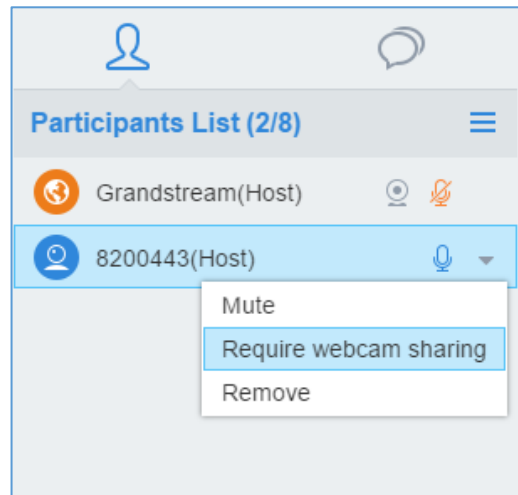 Participants List (2/8)
Grandstream(Host)
8200443(Host)
Mute
Require webcam sharing
Remove